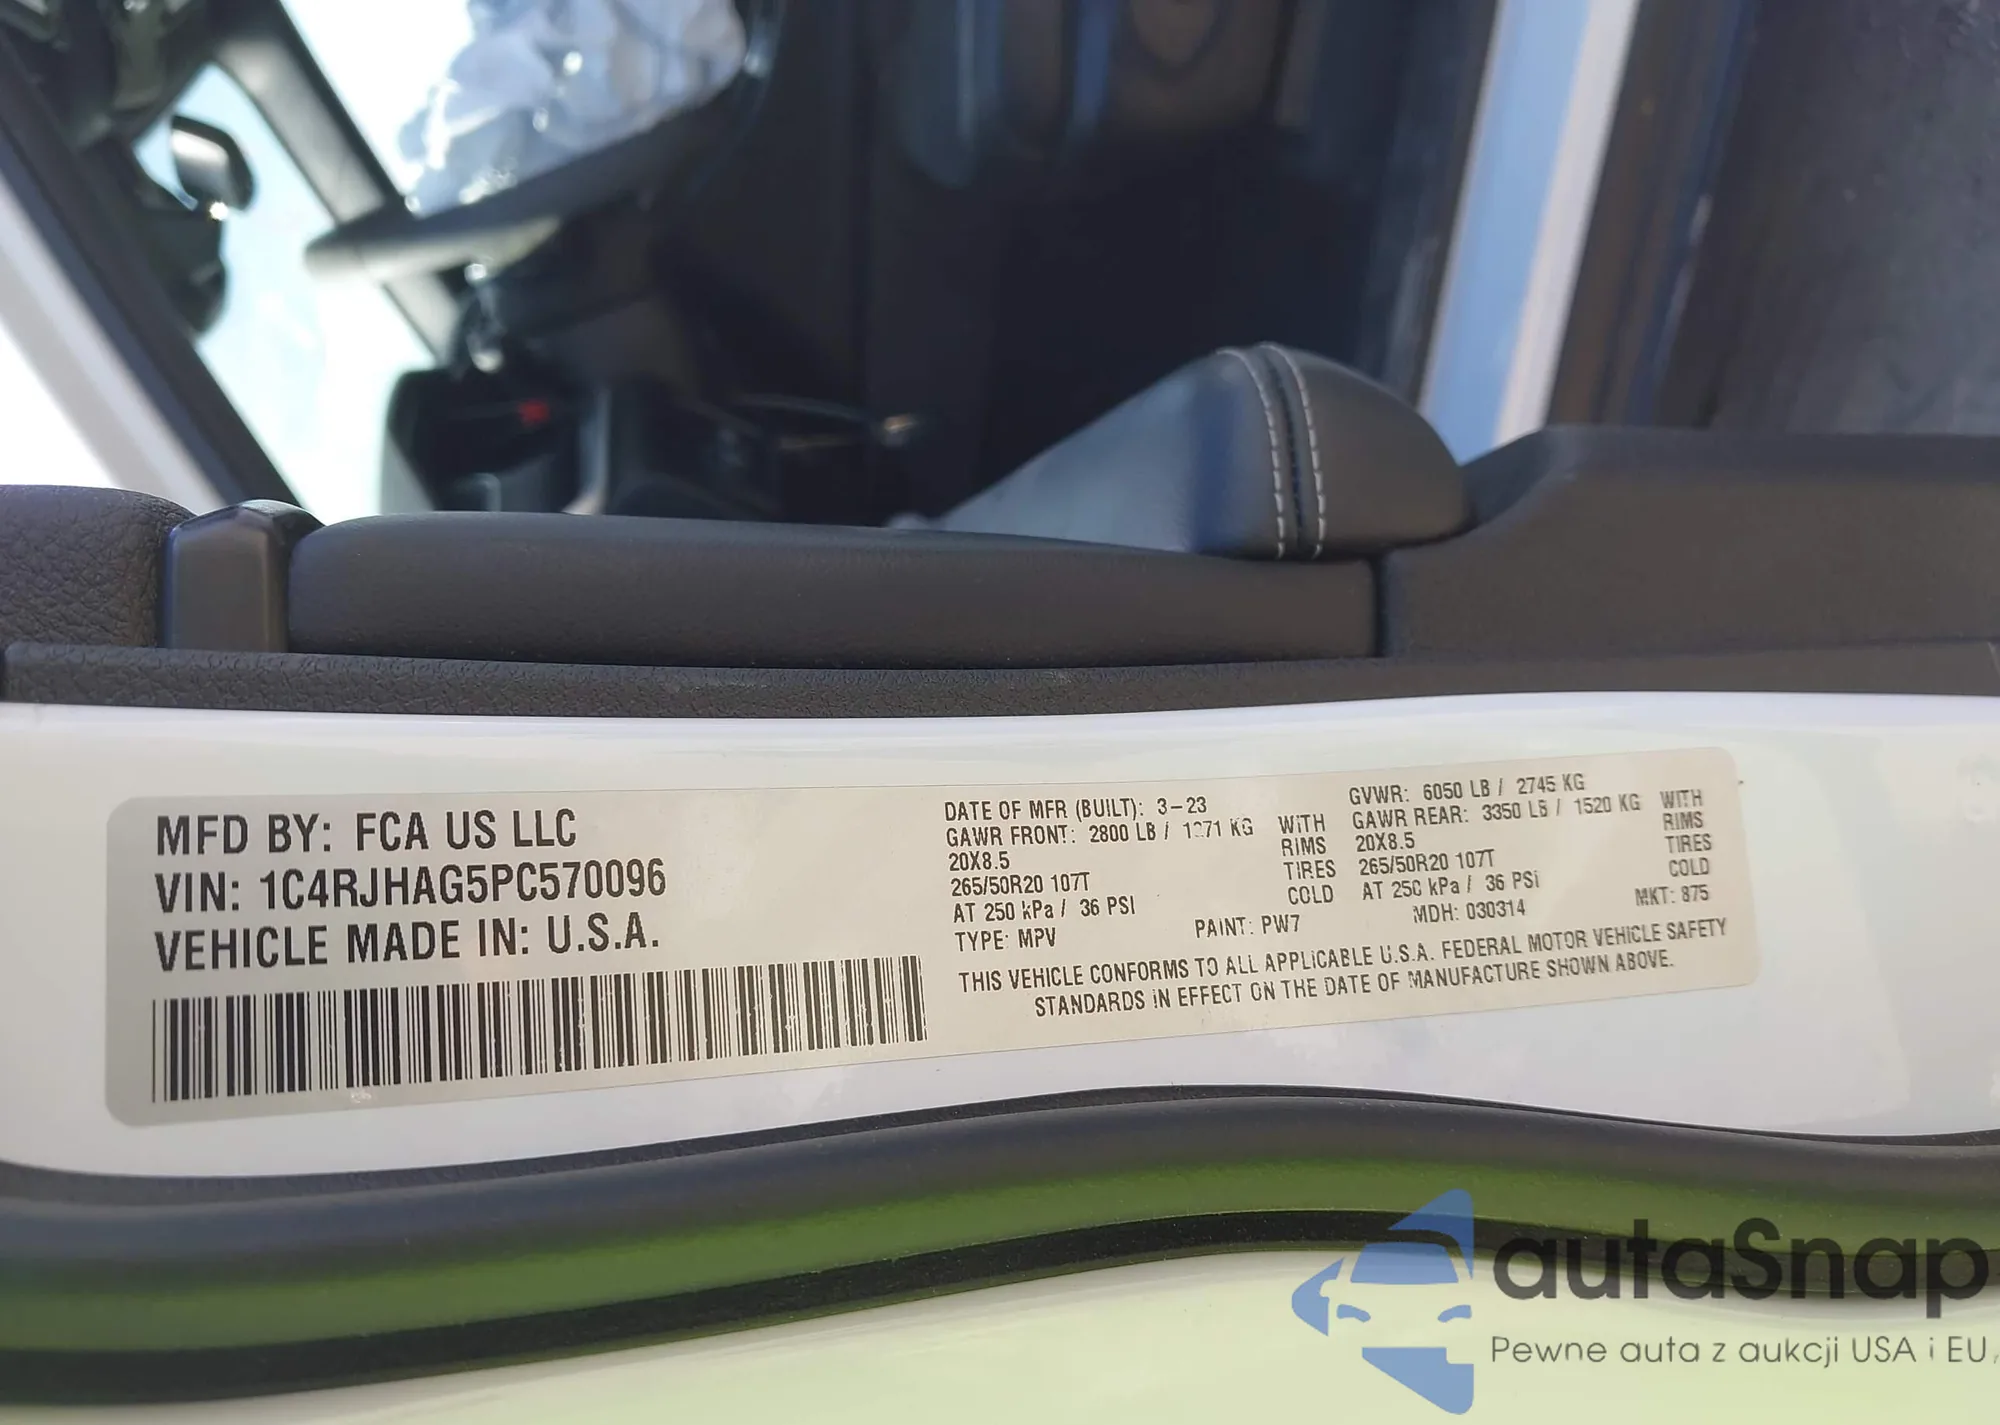 MFD BY: FCA US LLC
VIN: 1C4RJHAG5PC570096
VEHICLE MADE IN: U.S.A.
DATE OF MFR (BUILT): 3-23
GAWR FRONT: 2800 LB / KG WITH
20X8.5 RIMS
265/50R20 107T TIRES
AT 250 kPa / 36 PSI COLD
TYPE: MPV PAINT: PW7
GVWR: 6050 LB / 2745 KG
GAWR REAR: 3350 LB / 1520 KG WITH
20X8.5 RIMS
265/50R20 107T TIRES
AT 250 kPa / 36 PSI COLD
MDH: 030314 MKT: 875
THIS VEHICLE CONFORMS TO ALL APPLICABLE U.S.A. FEDERAL MOTOR VEHICLE SAFETY
STANDARDS IN EFFECT ON THE DATE OF MANUFACTURE SHOWN ABOVE.
autaSnap
Pewne auta z aukcji USA i EU